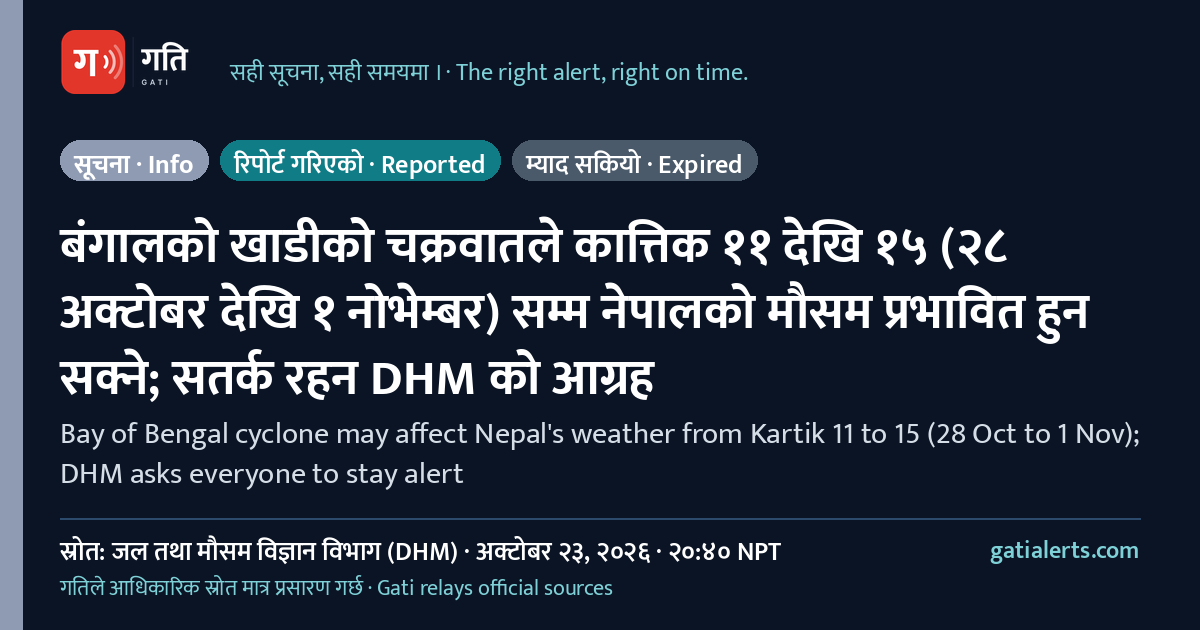 ग गति
GATI
सही सूचना, सही समयमा । · The right alert, right on time.
सूचना · Info
रिपोर्ट गरिएको · Reported
म्याद सकियो · Expired
बंगालको खाडीको चक्रवातले कात्तिक ११ देखि १५ (२८
अक्टोबर देखि १ नोभेम्बर) सम्म नेपालको मौसम प्रभावित हुन
सक्ने; सतर्क रहन DHM को आग्रह
Bay of Bengal cyclone may affect Nepal's weather from Kartik 11 to 15 (28 Oct to 1 Nov);
DHM asks everyone to stay alert
स्रोत: जल तथा मौसम विज्ञान विभाग (DHM) · अक्टोबर २३, २०२६ · २०:४० NPT
gatialerts.com
गतिले आधिकारिक स्रोत मात्र प्रसारण गर्छ · Gati relays official sources